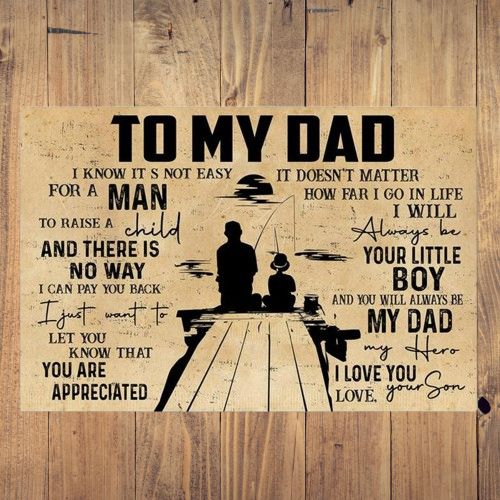 TO MY DAD
I KNOW IT S NOT EASY
FOR A MAN
TO RAISE A child
AND THERE IS
NO WAY
I CAN PAY YOU BACK
I just want to
LET YOU
KNOW THAT
YOU ARE
APPRECIATED
IT DOESN'T MATTER
HOW FAR I GO IN LIFE
I WILL
Always be
YOUR LITTLE
BOY
AND YOU WILL ALWAYS BE
MY DAD
my Hero
I LOVE YOU
LOVE, your Son